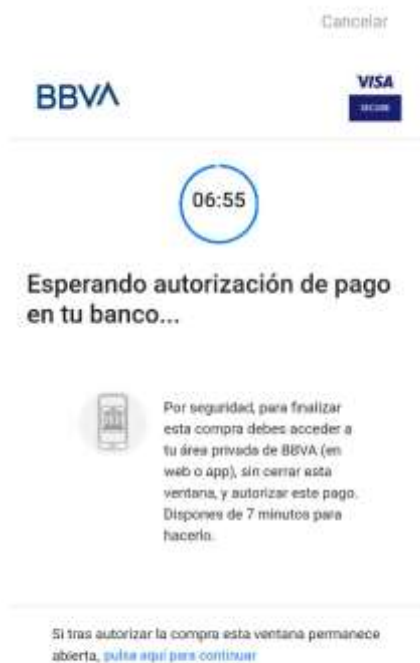 Cancelar
BBVA
VISA
SECURE
06:55
Esperando autorización de pago
en tu banco...
Por seguridad, para finalizar
esta compra debes acceder a
tu área privada de BBVA (en
web o app), sin cerrar esta
ventana, y autorizar este pago.
Dispones de 7 minutos para
hacerlo.
Si tras autorizar la compra esta ventana permanece
abierta, pulsa aquí para continuar